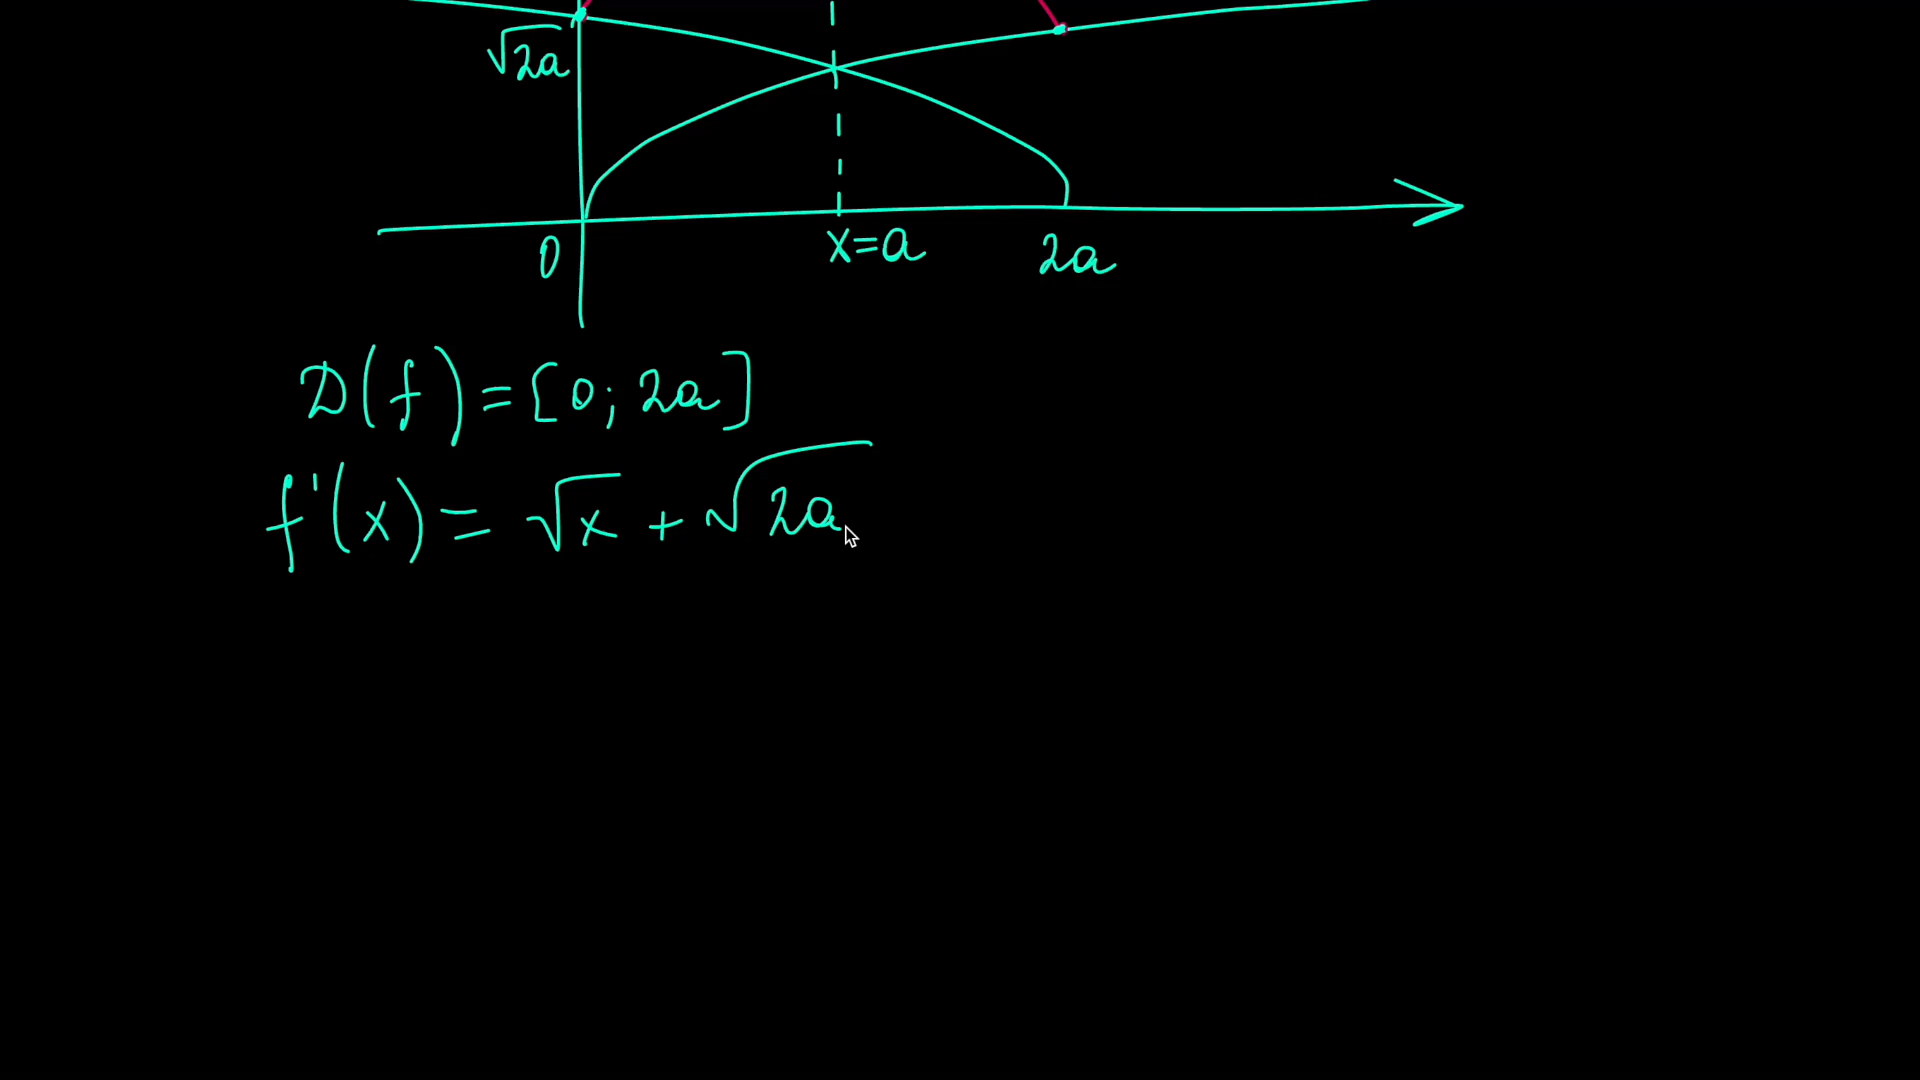 √2a
0 x=a 2a
D(f)=[0; 2a]
f'(x)= √x + √2a